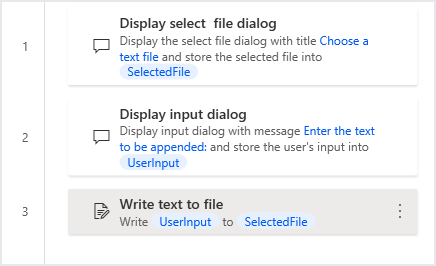 1
Display select  file dialog
Display the select file dialog with title Choose a
text file and store the selected file into
SelectedFile
2
Display input dialog
Display input dialog with message Enter the text
to be appended: and store the user's input into
UserInput
3
Write text to file
Write UserInput to SelectedFile